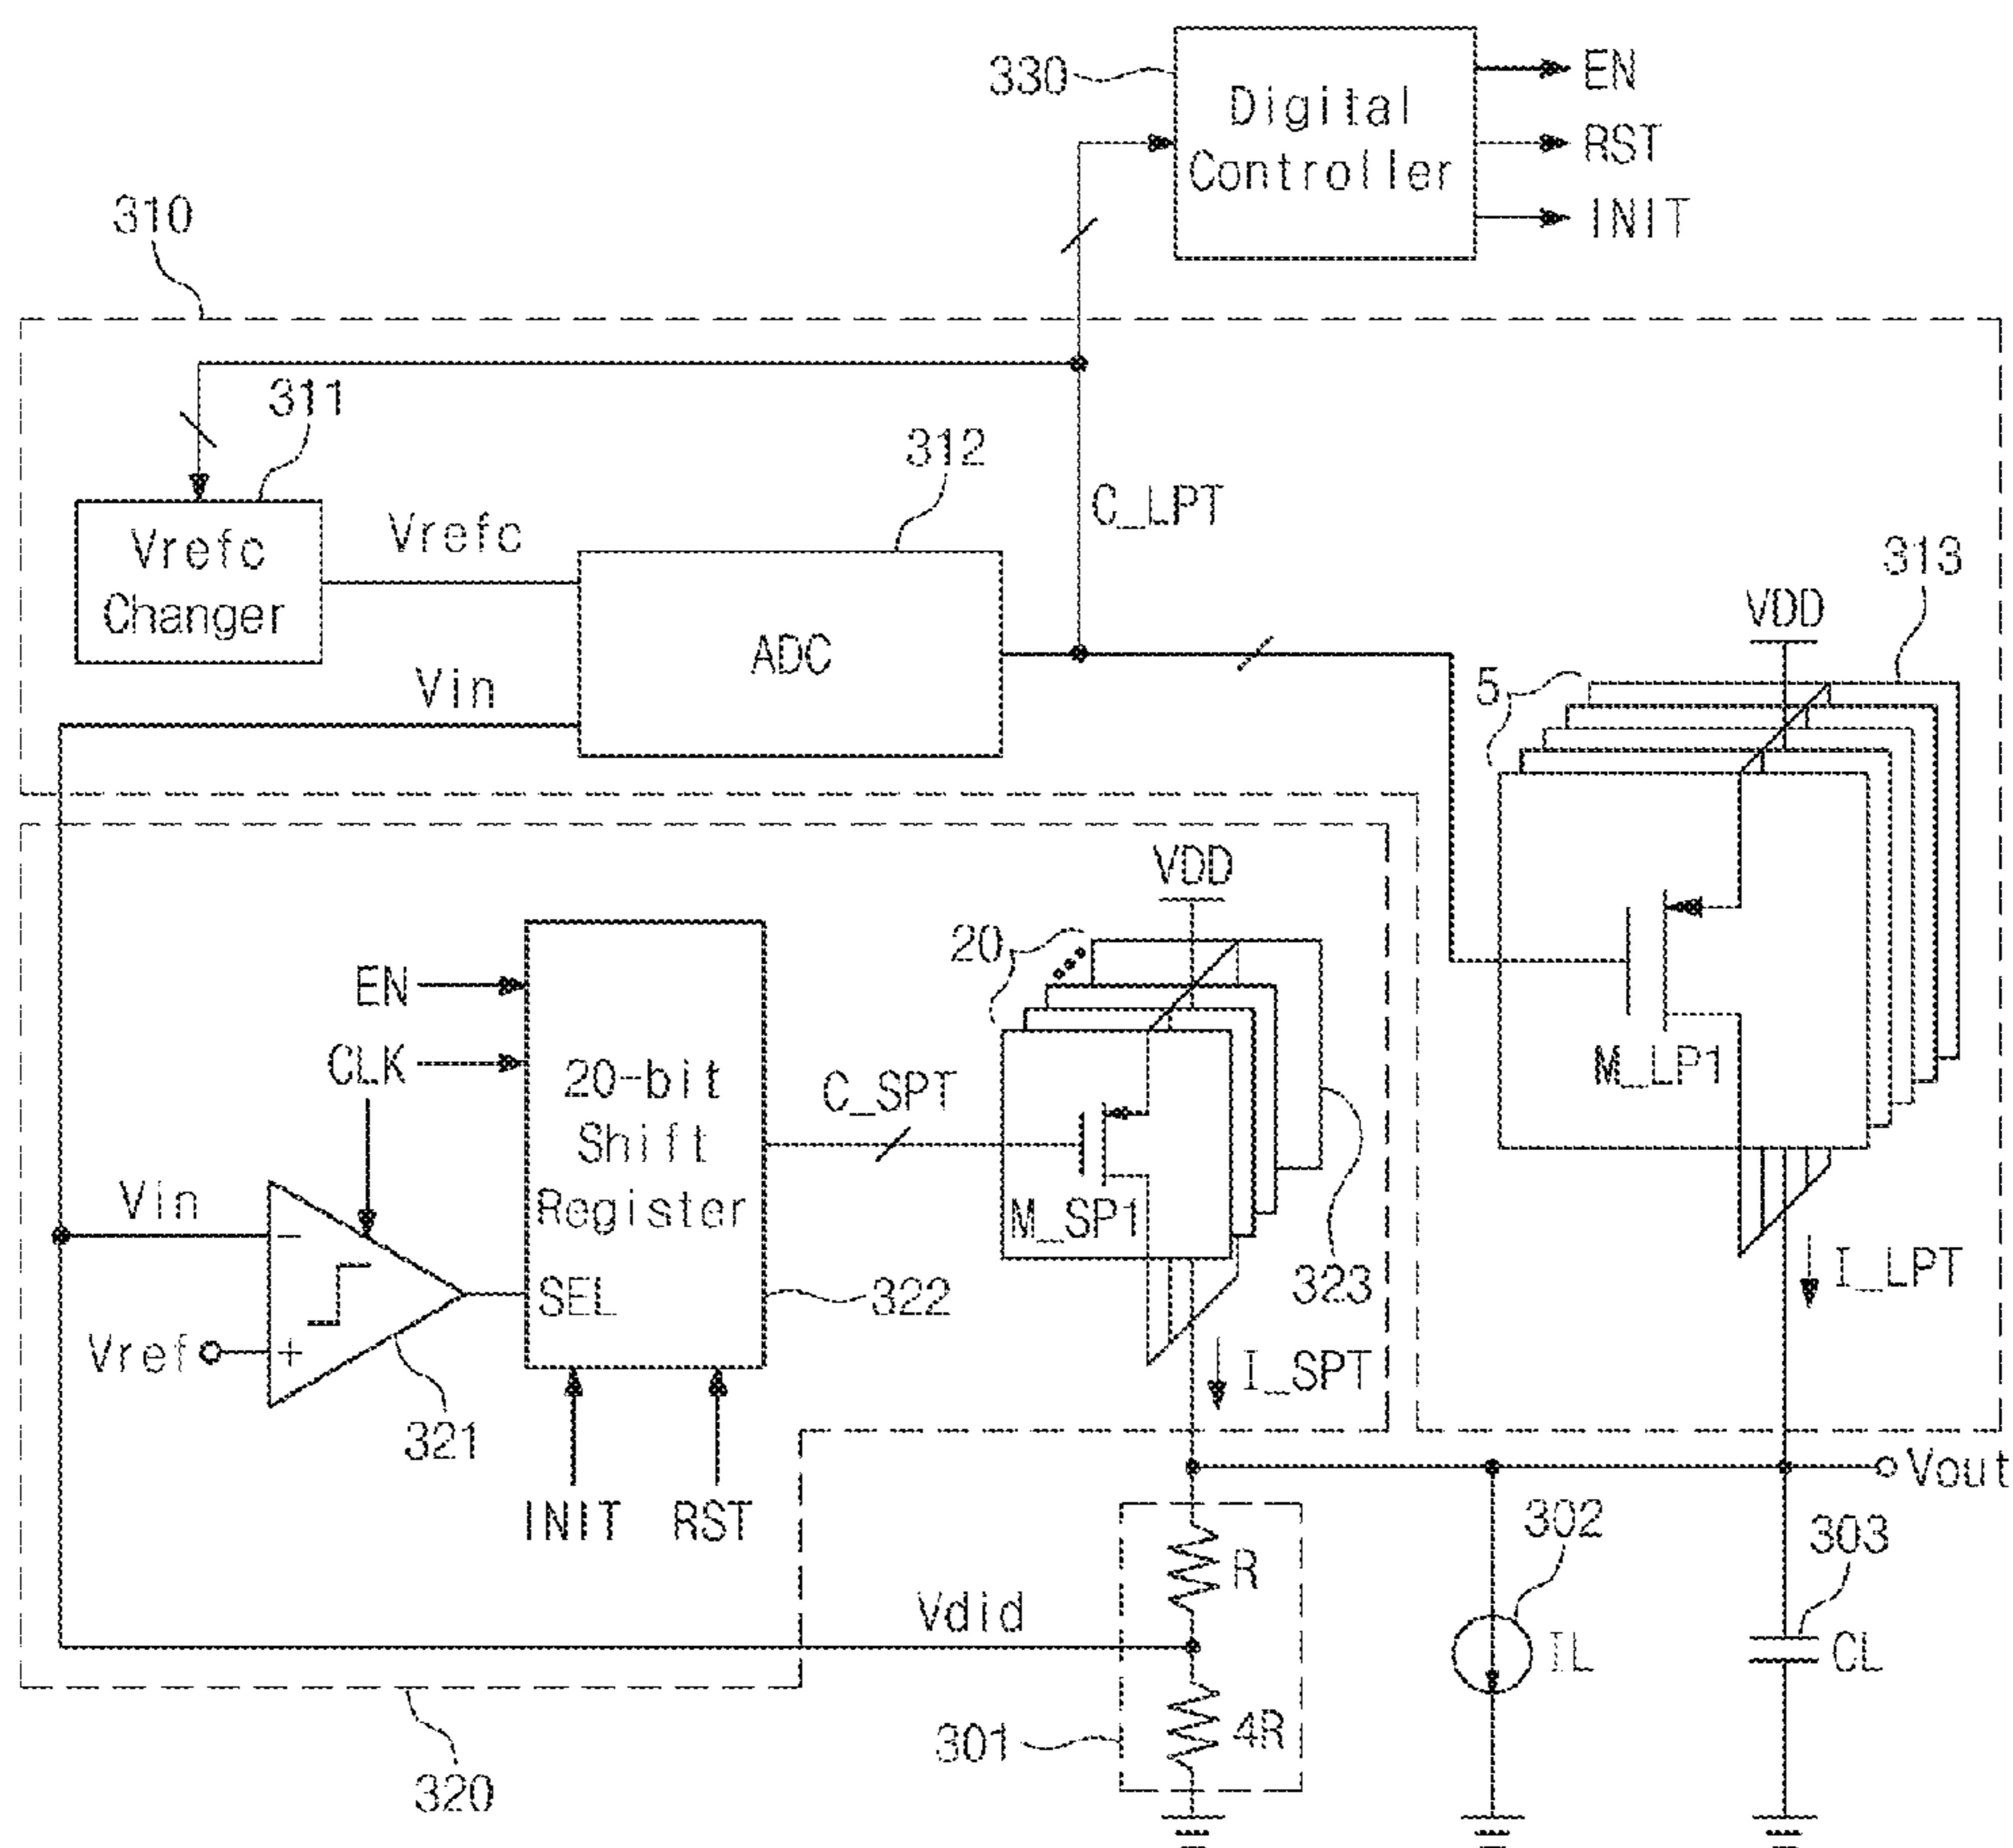 330
Digital
Controller
EN
RST
INIT
310
311
312
C_LPT
Vrefc
Changer
Vrefc
ADC
Vin
313
VDD
5
M_LP1
I_LPT
VDD
20
EN
CLK
20-bit
Shift
Register
SEL
C_SPT
M_SP1
323
322
Vin
Vref
-
+
321
I_SPT
INIT
RST
Vout
302
303
R
Vdid
IL
CL
301
4R
320